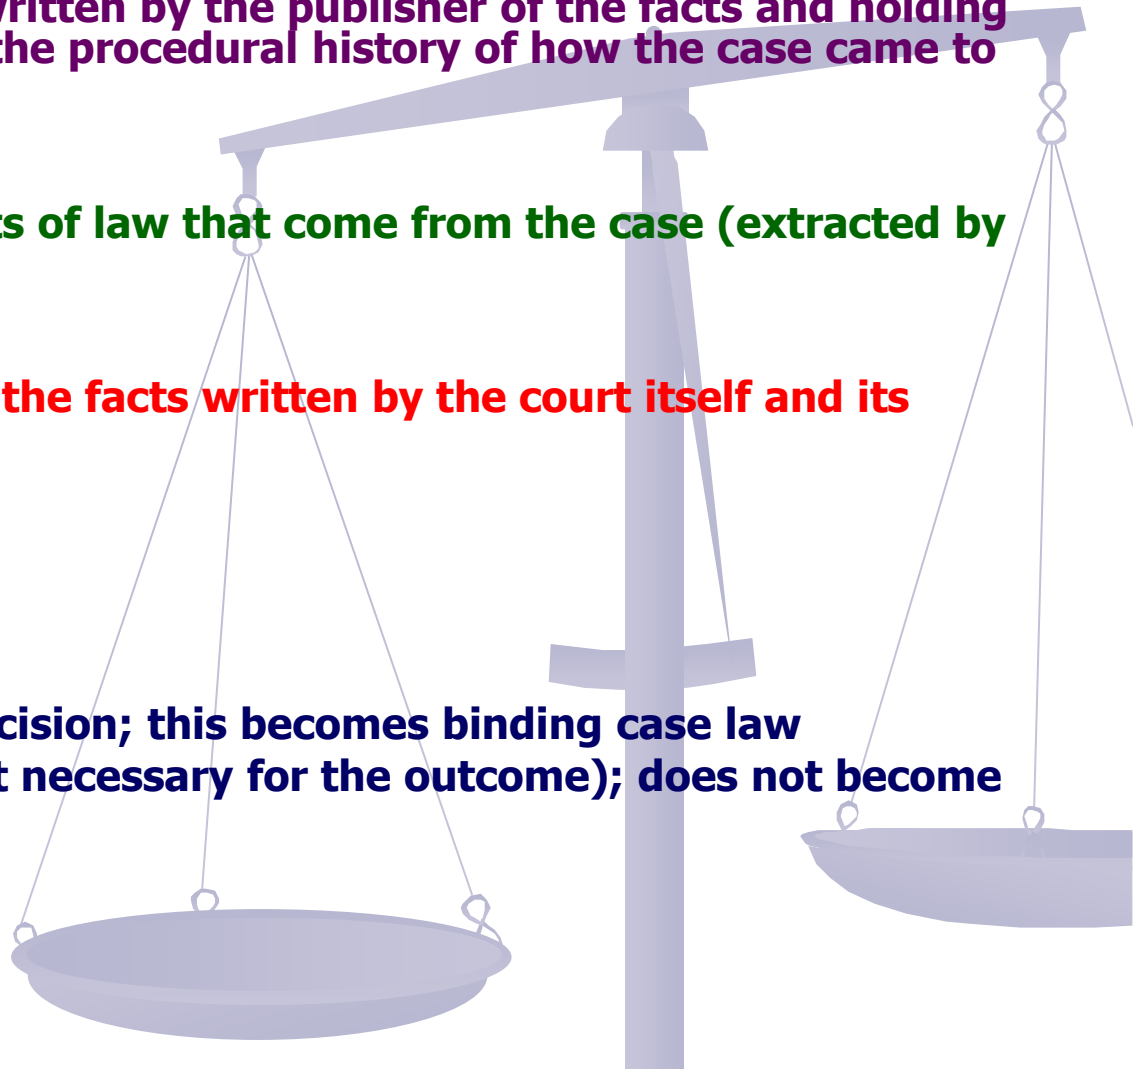 written by the publisher of the facts and holding
the procedural history of how the case came to
ts of law that come from the case (extracted by
the facts written by the court itself and its
cision; this becomes binding case law
t necessary for the outcome); does not become